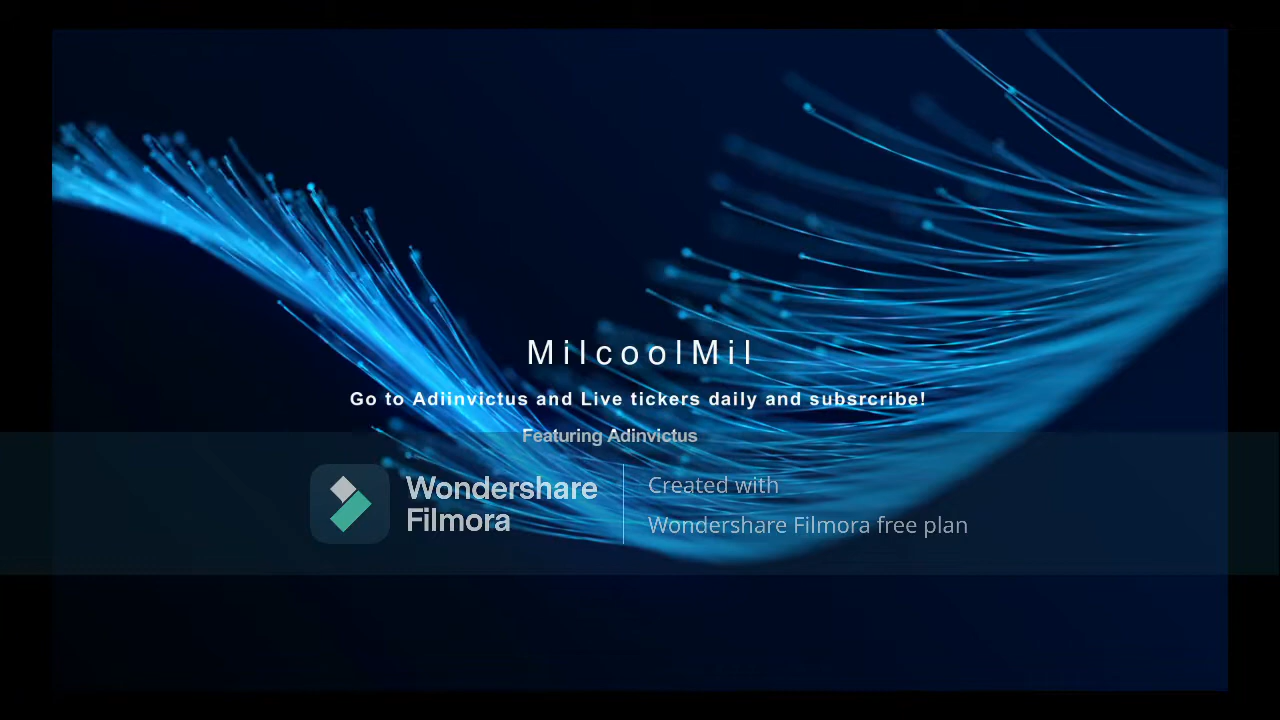 MilcoolMil
Go to Adiinvictus and Live tickers daily and subsrcribe!
Featuring Adinvictus
Wondershare
Filmora
Created with
Wondershare Filmora free plan